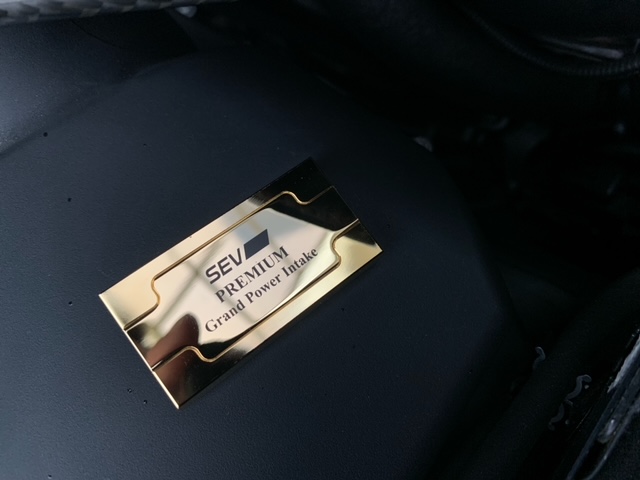 SEV
PREMIUM
Grand Power Intake